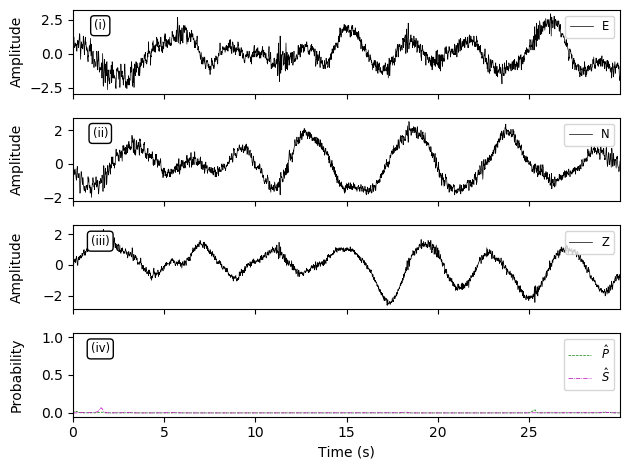 (i)
E
2.5
0.0
−2.5
Amplitude
(ii)
N
2
0
−2
Amplitude
(iii)
Z
2
0
−2
Amplitude
(iv)
P̂
Ŝ
1.0
0.5
0.0
Probability
0 5 10 15 20 25
Time (s)